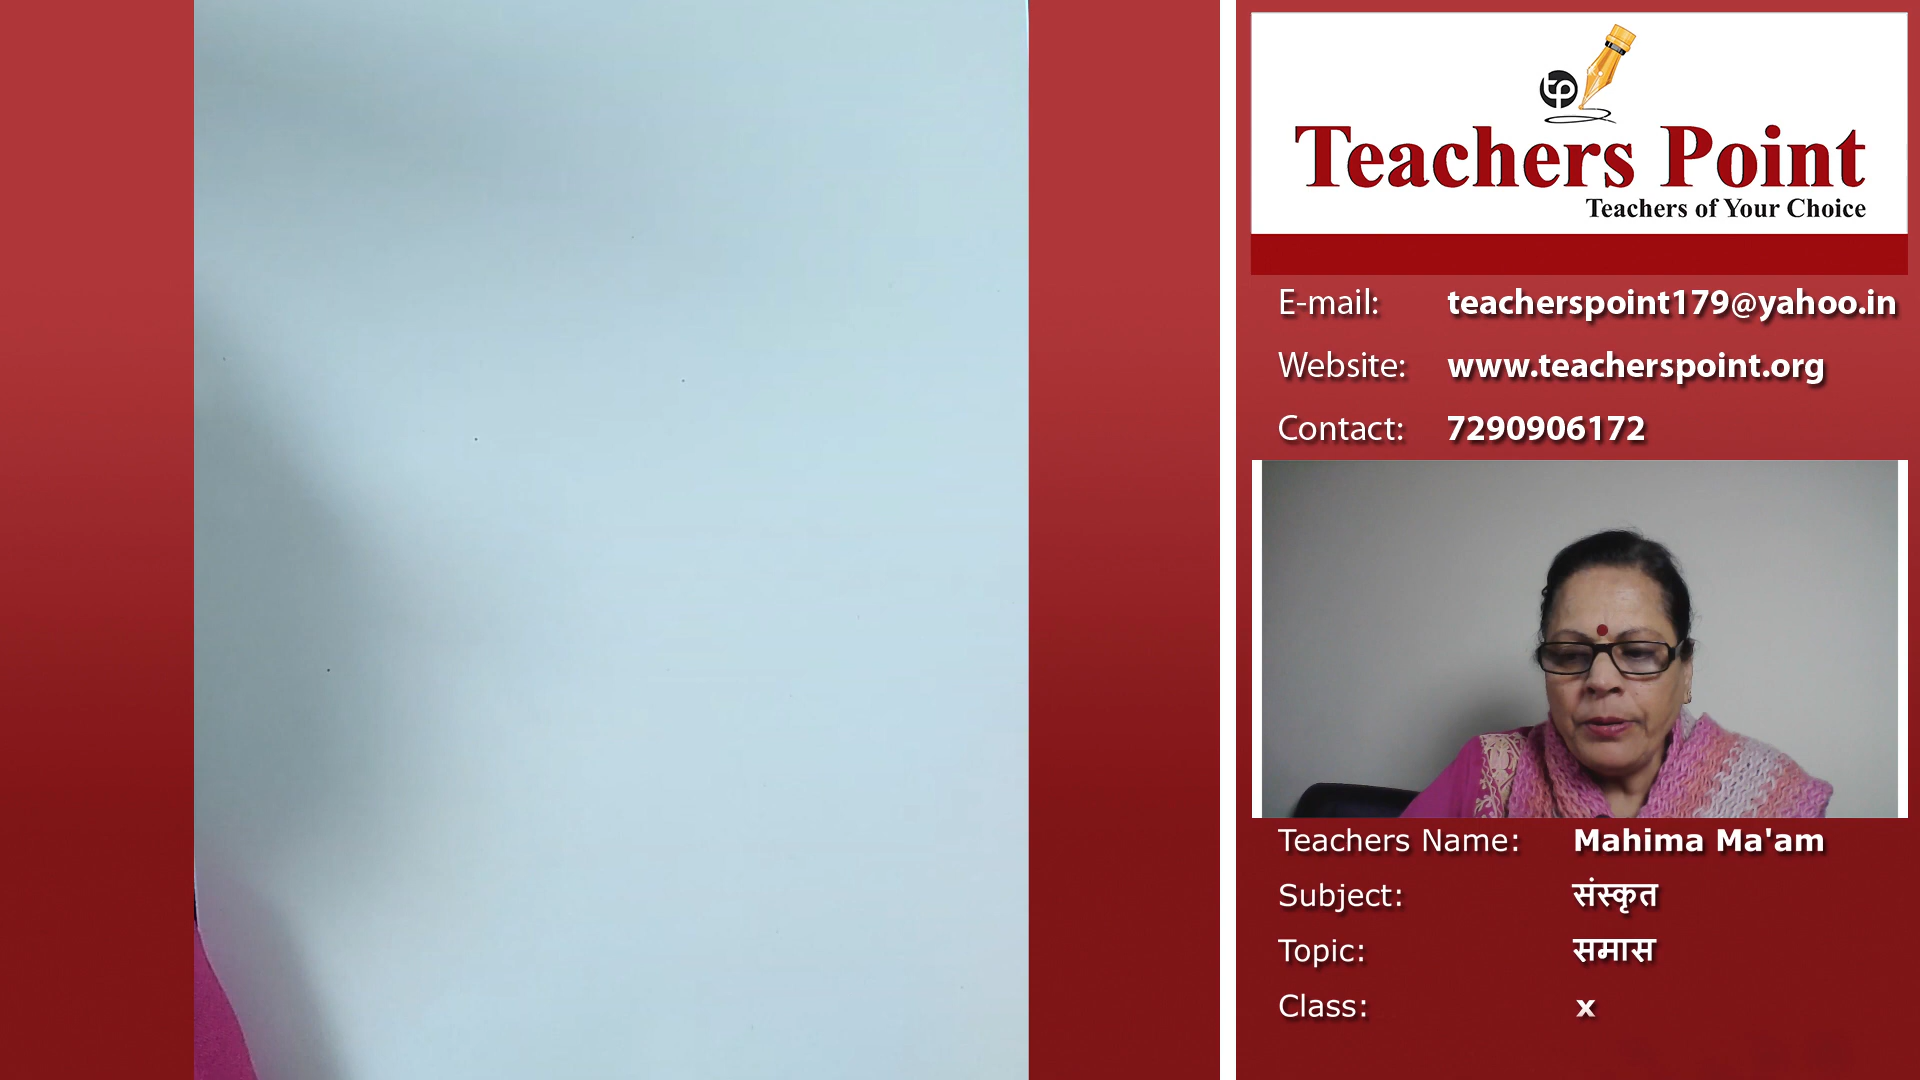 tp
Teachers Point
Teachers of Your Choice
E-mail: teacherspoint179@yahoo.in
Website: www.teacherspoint.org
Contact: 7290906172
Teachers Name: Mahima Ma'am
Subject: संस्कृत
Topic: समास
Class: x